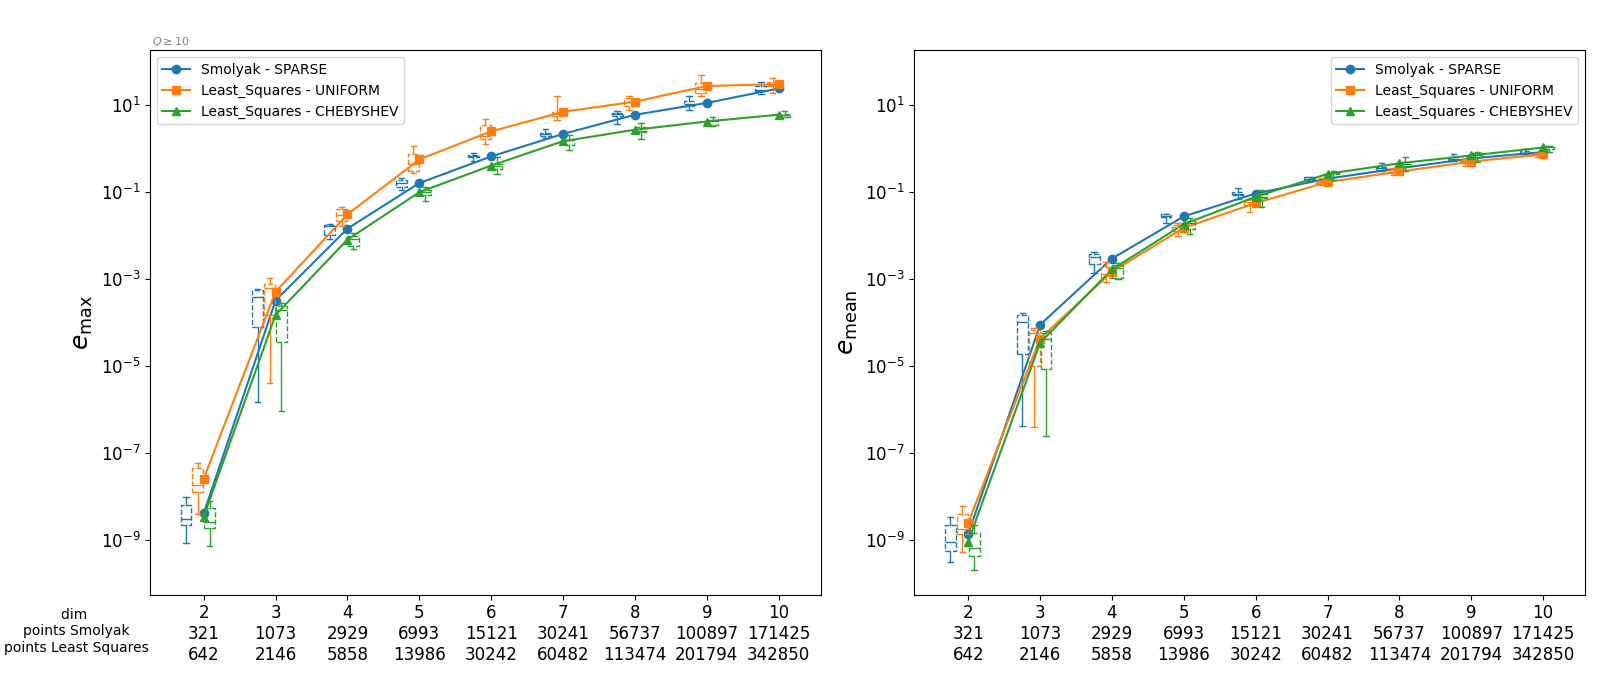 Q ≥ 10
Smolyak - SPARSE
Least_Squares - UNIFORM
Least_Squares - CHEBYSHEV
10^1
10^−1
10^−3
10^−5
10^−7
10^−9
e_max
2 3 4 5 6 7 8 9 10
321 1073 2929 6993 15121 30241 56737 100897 171425
642 2146 5858 13986 30242 60482 113474 201794 342850
dim
points Smolyak
points Least Squares
Smolyak - SPARSE
Least_Squares - UNIFORM
Least_Squares - CHEBYSHEV
10^1
10^−1
10^−3
10^−5
10^−7
10^−9
e_mean
2 3 4 5 6 7 8 9 10
321 1073 2929 6993 15121 30241 56737 100897 171425
642 2146 5858 13986 30242 60482 113474 201794 342850